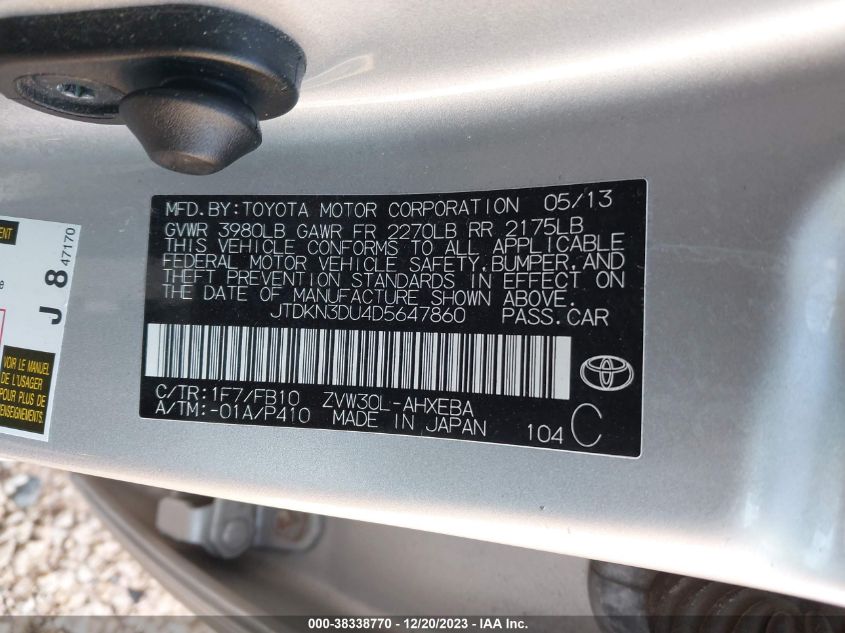 MFD.BY:TOYOTA MOTOR CORPORATION 05/13
GVWR 3980LB GAWR FR 2270LB RR 2175LB
THIS VEHICLE CONFORMS TO ALL APPLICABLE
FEDERAL MOTOR VEHICLE SAFETY,BUMPER,AND
THEFT PREVENTION STANDARDS IN EFFECT ON
THE DATE OF MANUFACTURE SHOWN ABOVE.
JTDKN3DU4D5647860 PASS.CAR
C/TR:1F7/FB10 ZVW30L-AHXEBA
A/TM:-01A/P410 MADE IN JAPAN 104 C
J 8 47170
VOIR LE MANUEL
DE L'USAGER
POUR PLUS DE
RENSEIGNEMENTS
000-38338770 - 12/20/2023 - IAA Inc.